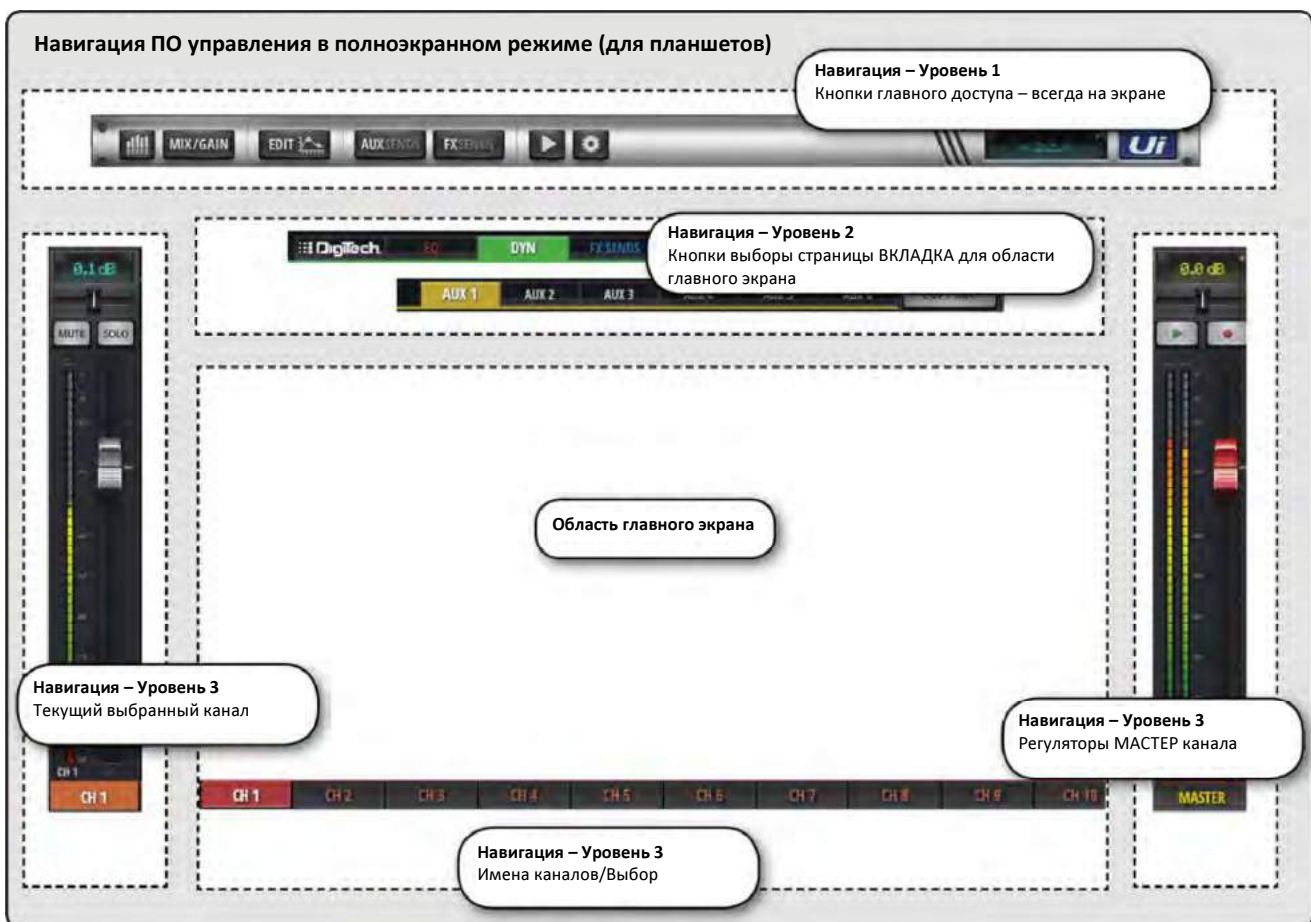 Навигация ПО управления в полноэкранном режиме (для планшетов)
Навигация – Уровень 1
Кнопки главного доступа – всегда на экране
MIX/GAIN
EDIT
AUX SENDS
FX SENDS
Ui
Навигация – Уровень 2
Кнопки выборы страницы ВКЛАДКА для области
главного экрана
DigiTech
EQ
DYN
FX SENDS
AUX 1
AUX 2
AUX 3
0.1 dB
MUTE
SOLO
0.0 dB
Область главного экрана
Навигация – Уровень 3
Текущий выбранный канал
CH 1
CH 1
Навигация – Уровень 3
Регуляторы МАСТЕР канала
MASTER
CH 1
CH 2
CH 3
CH 4
CH 5
CH 6
CH 7
CH 8
CH 9
CH 10
Навигация – Уровень 3
Имена каналов/Выбор